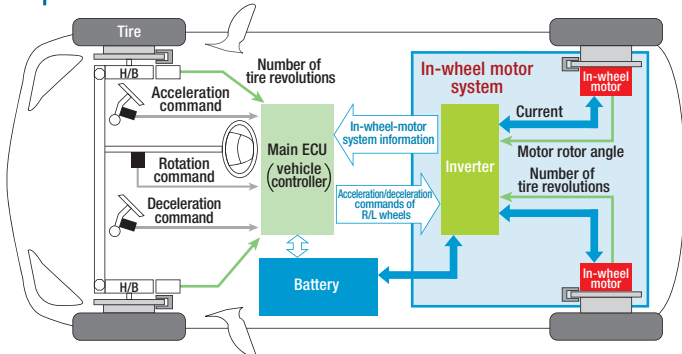 Tire
H/B
Number of
tire revolutions
Acceleration
command
Rotation
command
Deceleration
command
H/B
Main ECU
(vehicle
controller)
In-wheel-motor
system information
Acceleration/deceleration
commands of
R/L wheels
Battery
In-wheel motor
system
Inverter
Current
In-wheel
motor
Motor rotor angle
Number of
tire revolutions
In-wheel
motor